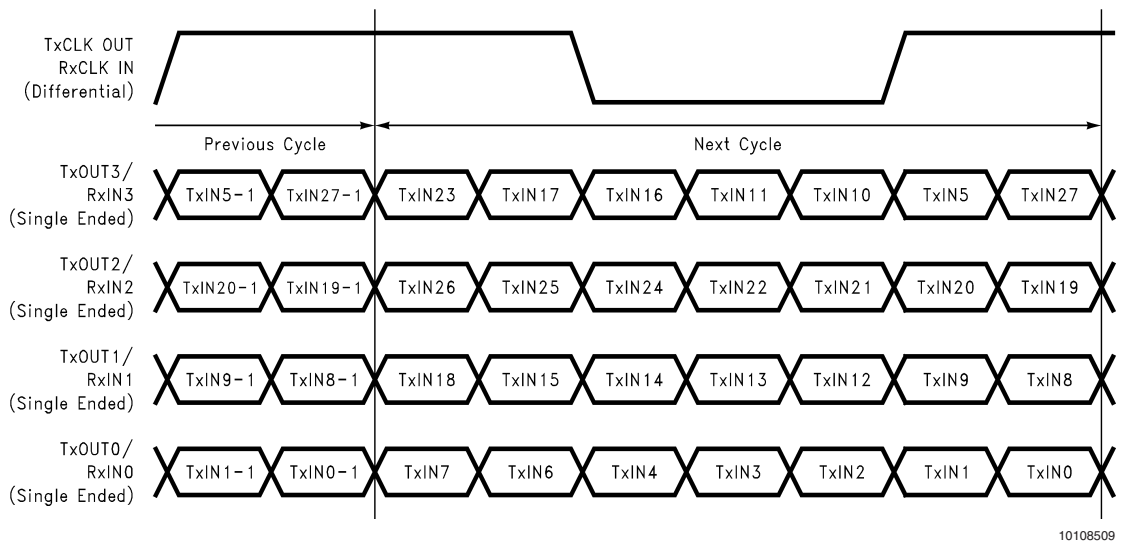 TxCLK OUT
RxCLK IN
(Differential)
Previous Cycle
Next Cycle
TxOUT3/
RxIN3
(Single Ended)
TxIN5-1 TxIN27-1 TxIN23 TxIN17 TxIN16 TxIN11 TxIN10 TxIN5 TxIN27
TxOUT2/
RxIN2
(Single Ended)
TxIN20-1 TxIN19-1 TxIN26 TxIN25 TxIN24 TxIN22 TxIN21 TxIN20 TxIN19
TxOUT1/
RxIN1
(Single Ended)
TxIN9-1 TxIN8-1 TxIN18 TxIN15 TxIN14 TxIN13 TxIN12 TxIN9 TxIN8
TxOUT0/
RxIN0
(Single Ended)
TxIN1-1 TxIN0-1 TxIN7 TxIN6 TxIN4 TxIN3 TxIN2 TxIN1 TxIN0
10108509